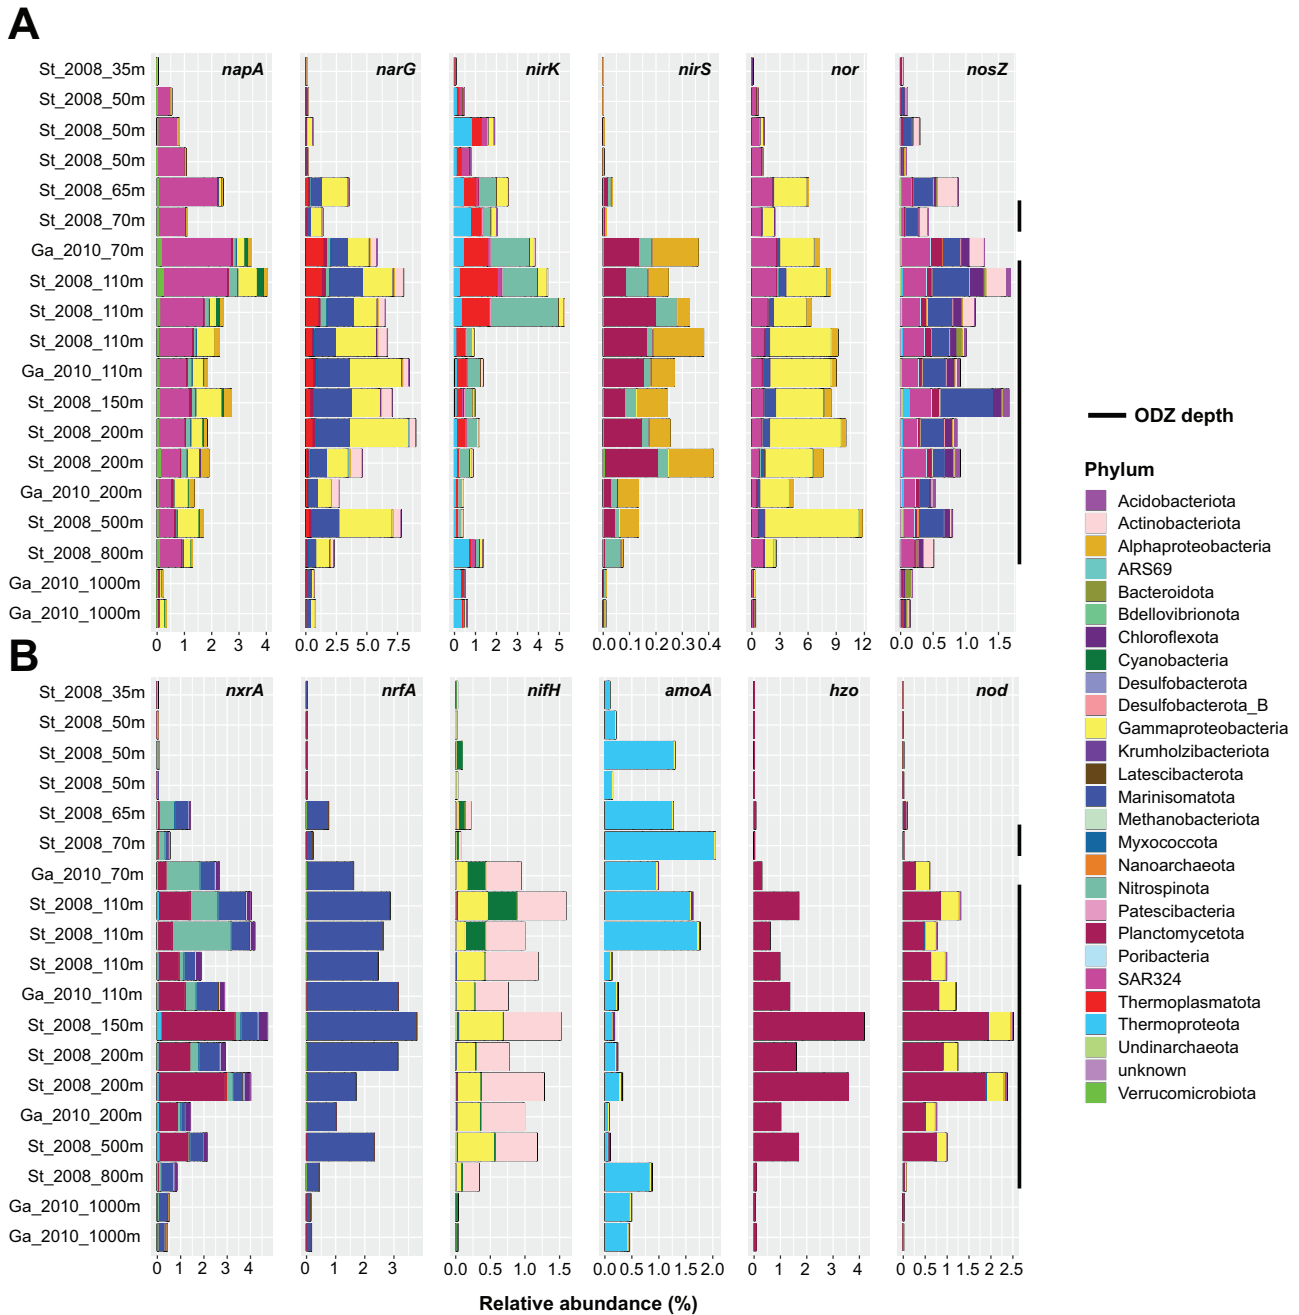 A
napA narG nirK nirS nor nosZ
St_2008_35m
St_2008_50m
St_2008_50m
St_2008_50m
St_2008_65m
St_2008_70m
Ga_2010_70m
St_2008_110m
St_2008_110m
St_2008_110m
Ga_2010_110m
St_2008_150m
St_2008_200m
St_2008_200m
Ga_2010_200m
St_2008_500m
St_2008_800m
Ga_2010_1000m
Ga_2010_1000m
0 1 2 3 4 0 2.5 5.0 7.5 0 1 2 3 4 5 0.0 0.1 0.2 0.3 0.4 0 3 6 9 12 0.0 0.5 1.0 1.5
B
nxrA nrfA nifH amoA hzo nod
St_2008_35m
St_2008_50m
St_2008_50m
St_2008_50m
St_2008_65m
St_2008_70m
Ga_2010_70m
St_2008_110m
St_2008_110m
St_2008_110m
Ga_2010_110m
St_2008_150m
St_2008_200m
St_2008_200m
Ga_2010_200m
St_2008_500m
St_2008_800m
Ga_2010_1000m
Ga_2010_1000m
0 1 2 3 4 0 1 2 3 0.0 0.5 1.0 1.5 0.0 0.5 1.0 1.5 2.0 0 1 2 3 4 0 0.5 1 1.5 2 2.5
Relative abundance (%)
ODZ depth
Phylum
Acidobacteriota
Actinobacteriota
Alphaproteobacteria
ARS69
Bacteroidota
Bdellovibrionota
Chloroflexota
Cyanobacteria
Desulfobacterota
Desulfobacterota_B
Gammaproteobacteria
Krumholzibacteriota
Latescibacterota
Marinisomatota
Methanobacteriota
Myxococcota
Nanoarchaeota
Nitrospinota
Patescibacteria
Planctomycetota
Poribacteria
SAR324
Thermoplasmatota
Thermoproteota
Undinarchaeota
unknown
Verrucomicrobiota